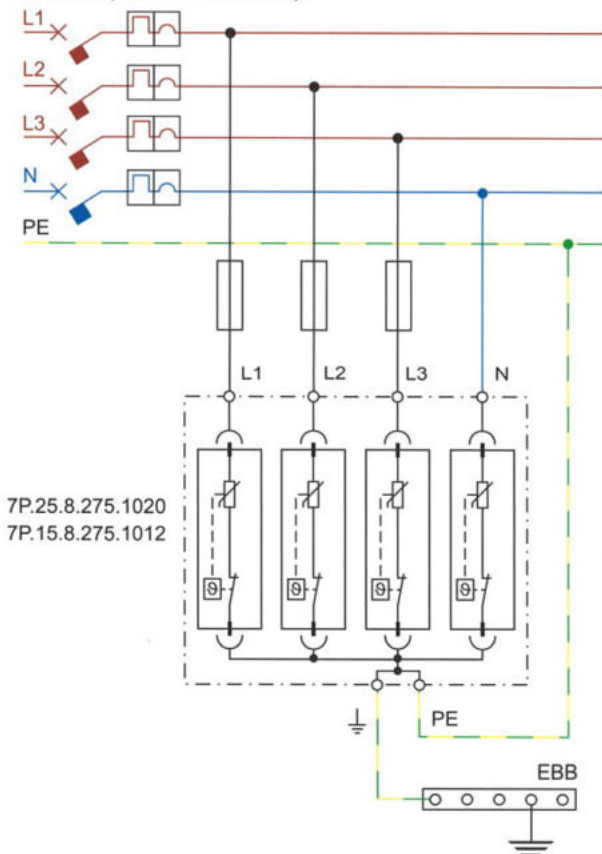 L1
L2
L3
N
PE
L1 L2 L3 N
7P.25.8.275.1020
7P.15.8.275.1012
ϑ ϑ ϑ ϑ
PE
EBB